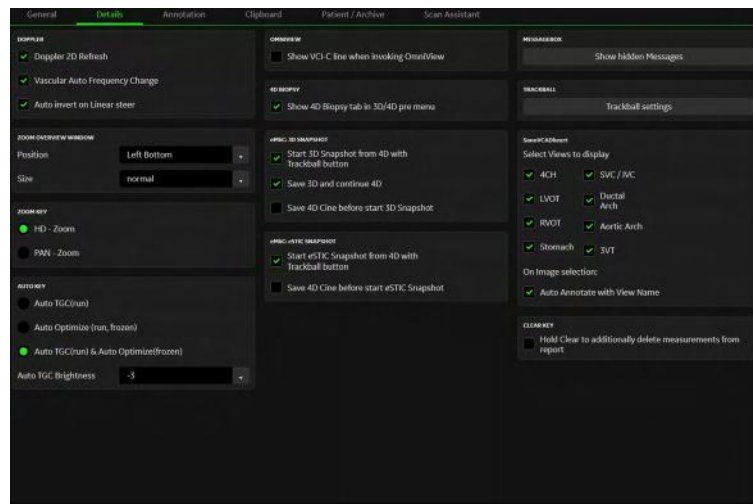 General Details Annotation Clipboard Patient / Archive Scan Assistant
DOPPLER
Doppler 2D Refresh
Vascular Auto Frequency Change
Auto invert on Linear steer
ZOOM OVERVIEW WINDOW
Position Left Bottom
Size normal
ZOOM KEY
HD - Zoom
PAN - Zoom
AUTO KEY
Auto TGC(run)
Auto Optimize (run, frozen)
Auto TGC(run) & Auto Optimize(frozen)
Auto TGC Brightness -3
OMNIVIEW
Show VCI-C line when invoking OmniView
4D BIOPSY
Show 4D Biopsy tab in 3D/4D pre menu
eM6C: 3D SNAPSHOT
Start 3D Snapshot from 4D with
Trackball button
Save 3D and continue 4D
Save 4D Cine before start 3D Snapshot
eM6C: eSTIC SNAPSHOT
Start eSTIC Snapshot from 4D with
Trackball button
Save 4D Cine before start eSTIC Snapshot
MESSAGEBOX
Show hidden Messages
TRACKBALL
Trackball settings
SonoVCADheart
Select Views to display
4CH SVC / IVC
LVOT Ductal
Arch
RVOT Aortic Arch
Stomach 3VT
On Image selection:
Auto Annotate with View Name
CLEAR KEY
Hold Clear to additionally delete measurements from
report